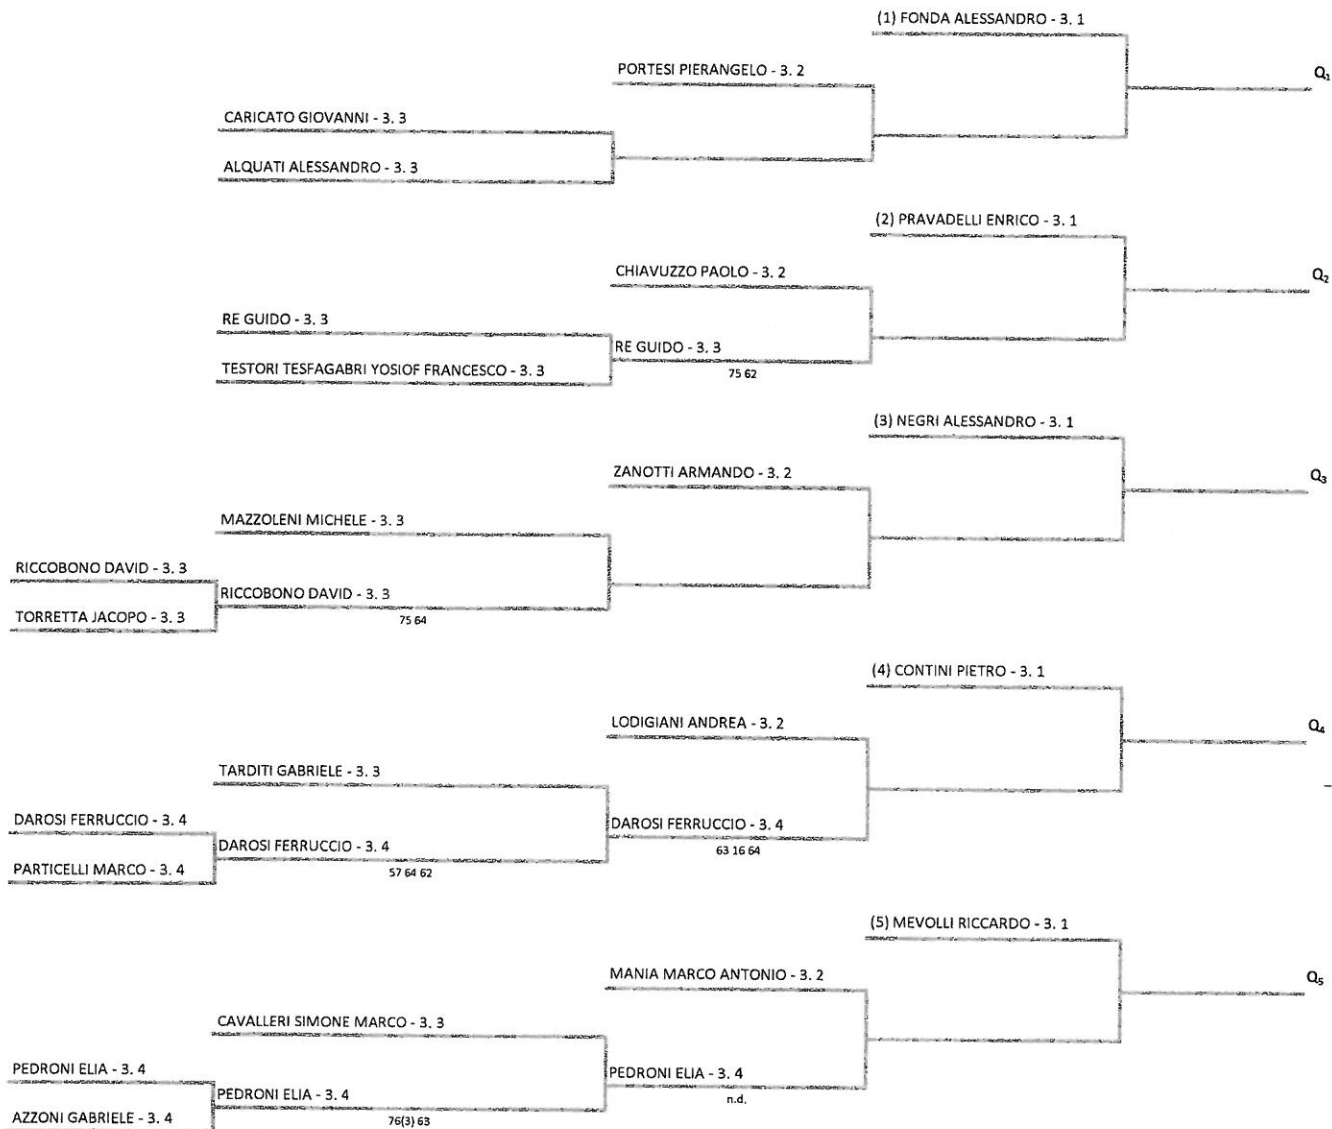 (1) FONDA ALESSANDRO - 3. 1
PORTESI PIERANGELO - 3. 2
Q₁
CARICATO GIOVANNI - 3. 3
ALQUATI ALESSANDRO - 3. 3
(2) PRAVADELLI ENRICO - 3. 1
CHIAVUZZO PAOLO - 3. 2
Q₂
RE GUIDO - 3. 3
RE GUIDO - 3. 3
TESTORI TESFAGABRI YOSIOF FRANCESCO - 3. 3
75 62
(3) NEGRI ALESSANDRO - 3. 1
ZANOTTI ARMANDO - 3. 2
Q₃
MAZZOLENI MICHELE - 3. 3
RICCOBONO DAVID - 3. 3
RICCOBONO DAVID - 3. 3
TORRETTA JACOPO - 3. 3
75 64
(4) CONTINI PIETRO - 3. 1
LODIGIANI ANDREA - 3. 2
Q₄
TARDITI GABRIELE - 3. 3
DAROSI FERRUCCIO - 3. 4
DAROSI FERRUCCIO - 3. 4
63 16 64
DAROSI FERRUCCIO - 3. 4
PARTICELLI MARCO - 3. 4
57 64 62
(5) MEVOLLI RICCARDO - 3. 1
MANIA MARCO ANTONIO - 3. 2
Q₅
CAVALLERI SIMONE MARCO - 3. 3
PEDRONI ELIA - 3. 4
PEDRONI ELIA - 3. 4
n.d.
PEDRONI ELIA - 3. 4
AZZONI GABRIELE - 3. 4
76(3) 63